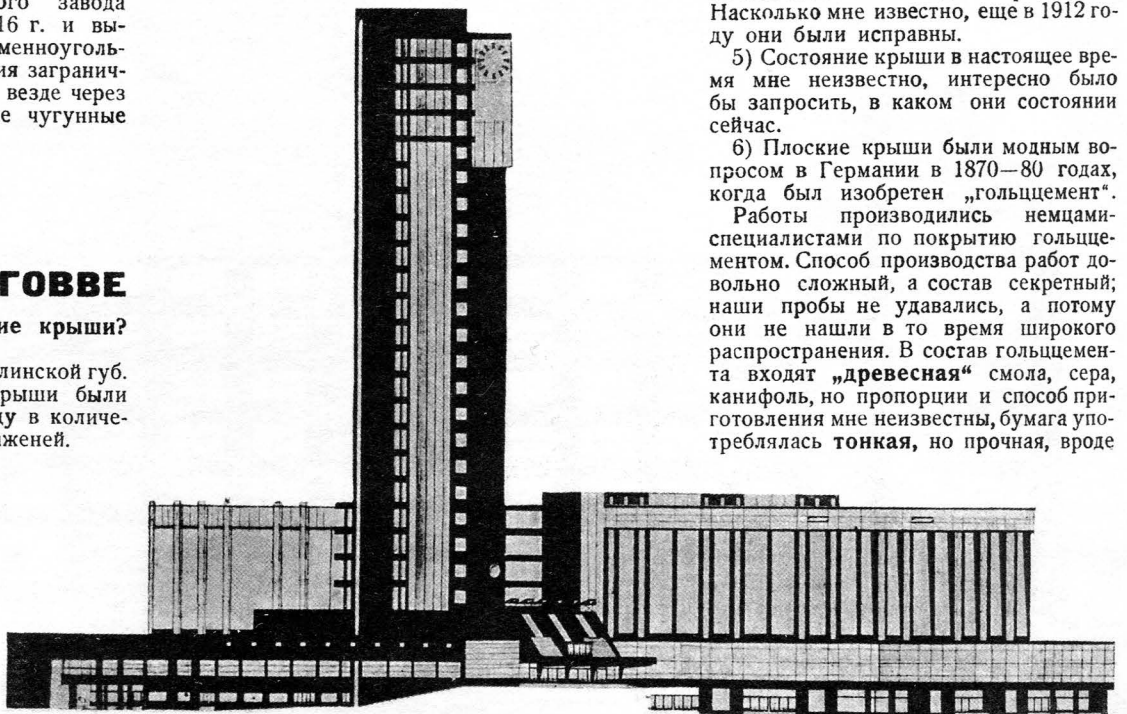 ого завода
16 г. и вы-
менноуголь-
ия загранич-
везде через
е чугунные
ГОВВЕ
ие крыши?
линской губ.
рыши были
ду в количе-
аженей.
Насколько мне известно, еще в 1912 го-
ду они были исправны.
5) Состояние крыши в настоящее вре-
мя мне неизвестно, интересно было
бы запросить, в каком они состоянии
сейчас.
6) Плоские крыши были модным во-
просом в Германии в 1870—80 годах,
когда был изобретен „гольццемент“.
Работы производились немцами-
специалистами по покрытию гольцце-
ментом. Способ производства работ до-
вольно сложный, а состав секретный;
наши пробы не удавались, а потому
они не нашли в то время широкого
распространения. В состав гольццемен-
та входят „древесная“ смола, сера,
канифоль, но пропорции и способ при-
готовления мне неизвестны, бумага упо-
треблялась тонкая, но прочная, вроде